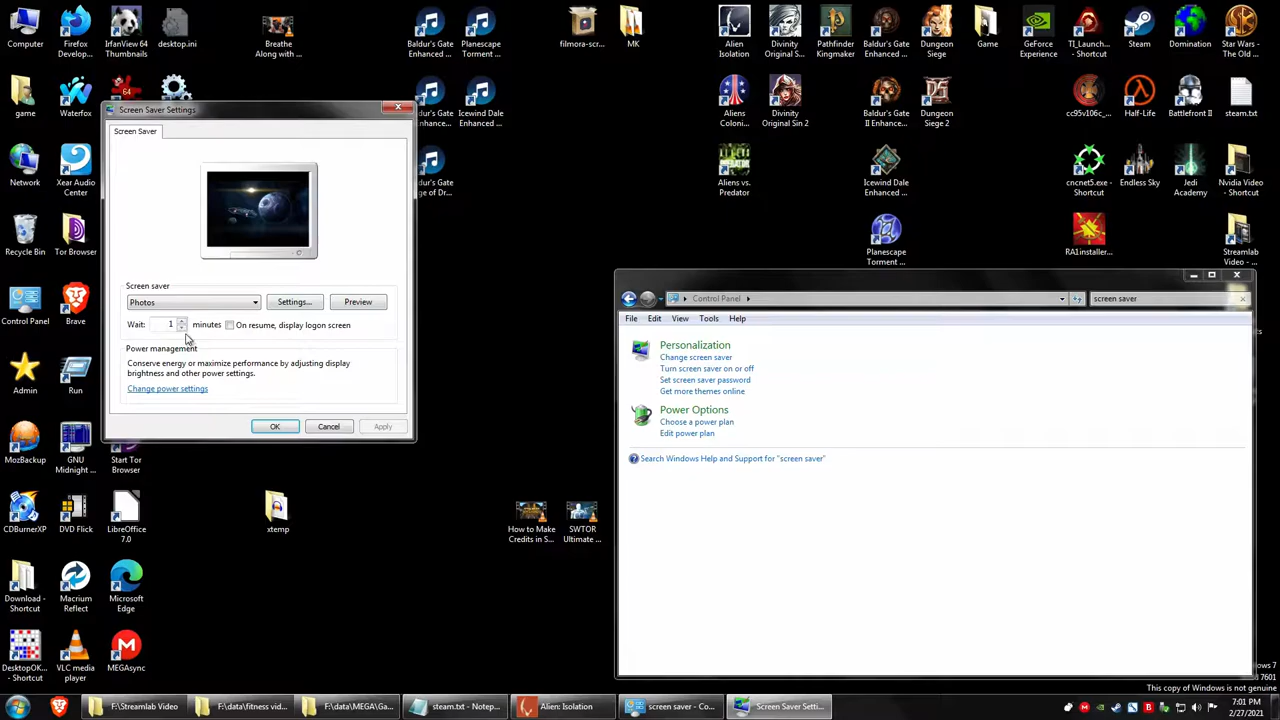 Computer
Firefox
Develop...
IrfanView 64
Thumbnails
desktop.ini
Breathe
Along with ...
Baldur's Gate
Enhanced ...
Planescape
Torment ...
filmora-scr...
MK
Alien
Isolation
Divinity
Original S...
Pathfinder
Kingmaker
Baldur's Gate
Enhanced ...
Dungeon
Siege
Game
GeForce
Experience
TI_Launch...
- Shortcut
Steam
Domination
Star Wars -
The Old ...
game
Waterfox
64
Icewind Dale
Enhanced ...
Aliens
Coloni...
Divinity
Original Sin 2
Baldur's Gate
II Enhance...
Dungeon
Siege 2
cc95v106c_...
- Shortcut
Half-Life
Battlefront II
steam.txt
Network
Xear Audio
Center
Aliens vs.
Predator
Icewind Dale
Enhanced ...
cncnet5.exe -
Shortcut
Endless Sky
Jedi
Academy
Nvidia Video
- Shortcut
Recycle Bin
Tor Browser
Planescape
Torment ...
RA1installer...
Streamlab
Video - ...
Control Panel
Brave
Admin
Run
MozBackup
GNU
Midnight ...
Start Tor
Browser
CDBurnerXP
DVD Flick
LibreOffice
7.0
xtemp
How to Make
Credits in S...
SWTOR
Ultimate ...
Download -
Shortcut
Macrium
Reflect
Microsoft
Edge
DesktopOK...
- Shortcut
VLC media
player
MEGAsync
Screen Saver Settings
Screen Saver
Screen saver
Photos
Settings...
Preview
Wait: 1 minutes On resume, display logon screen
Power management
Conserve energy or maximize performance by adjusting display
brightness and other power settings.
Change power settings
OK
Cancel
Apply
Control Panel
screen saver
File Edit View Tools Help
Personalization
Change screen saver
Turn screen saver on or off
Set screen saver password
Get more themes online
Power Options
Choose a power plan
Edit power plan
Search Windows Help and Support for "screen saver"
7601
This copy of Windows is not genuine
F:\Streamlab Video
F:\data\fitness vid...
F:\data\MEGA\Ga...
steam.txt - Notep...
Alien: Isolation
screen saver - Co...
Screen Saver Setti...
7:01 PM
2/27/2021